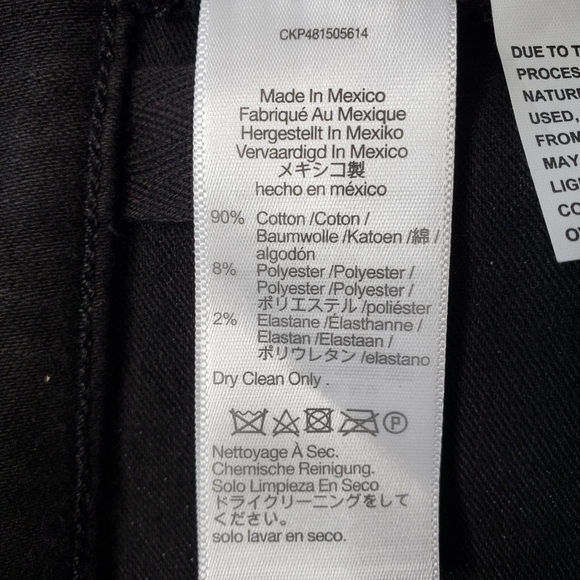 CKP481505614
Made In Mexico
Fabriqué Au Mexique
Hergestellt In Mexiko
Vervaardigd In Mexico
メキシコ製
hecho en méxico
90% Cotton /Coton /
Baumwolle /Katoen /綿 /
algodón
8% Polyester /Polyester /
Polyester /Polyester /
ポリエステル /poliéster
2% Elastane /Élasthanne /
Elastan /Elastaan /
ポリウレタン /elastano
Dry Clean Only .
P
Nettoyage À Sec.
Chemische Reinigung.
Solo Limpieza En Seco
ドライクリーニングをして
ください。
solo lavar en seco.
DUE TO T
PROCES
NATURE
USED,
FROM
MAY
LIG
CO
O